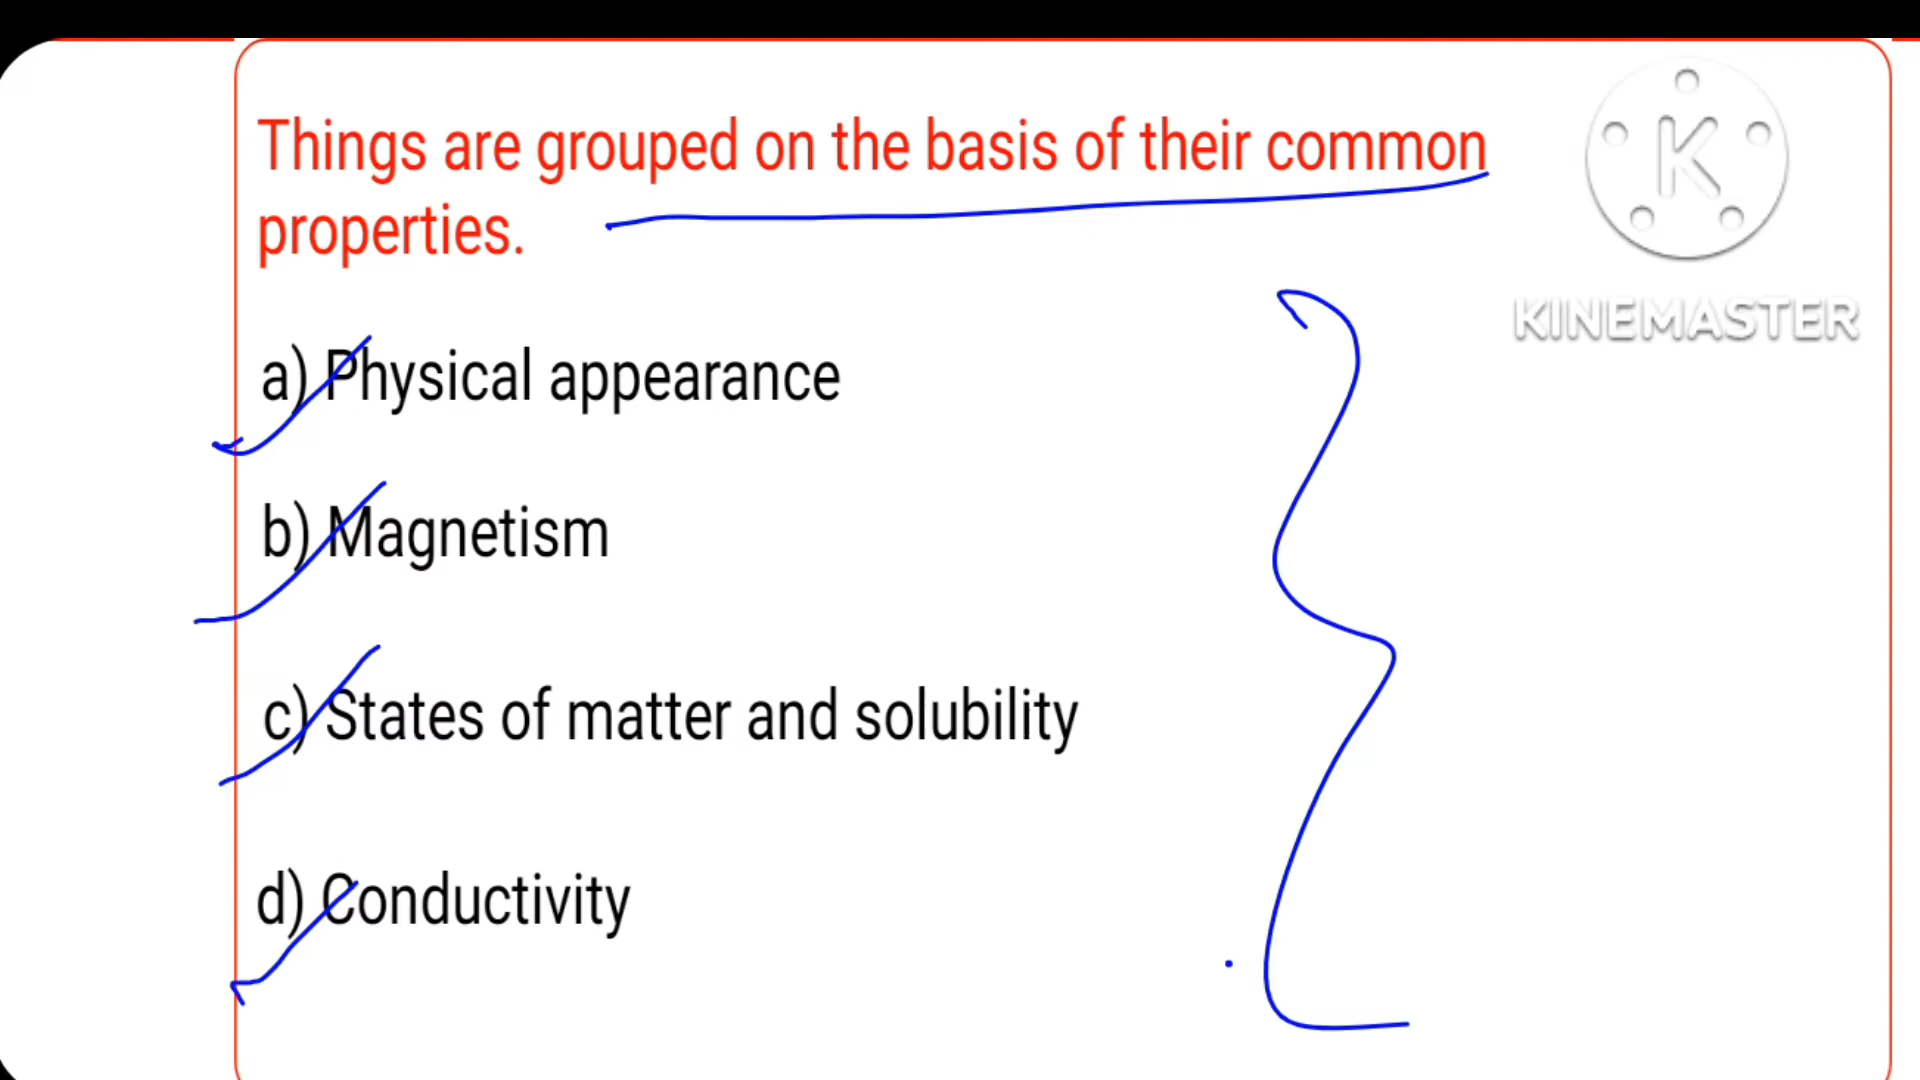 Things are grouped on the basis of their common
properties.
K
KINEMASTER
a) Physical appearance
b) Magnetism
c) States of matter and solubility
d) Conductivity